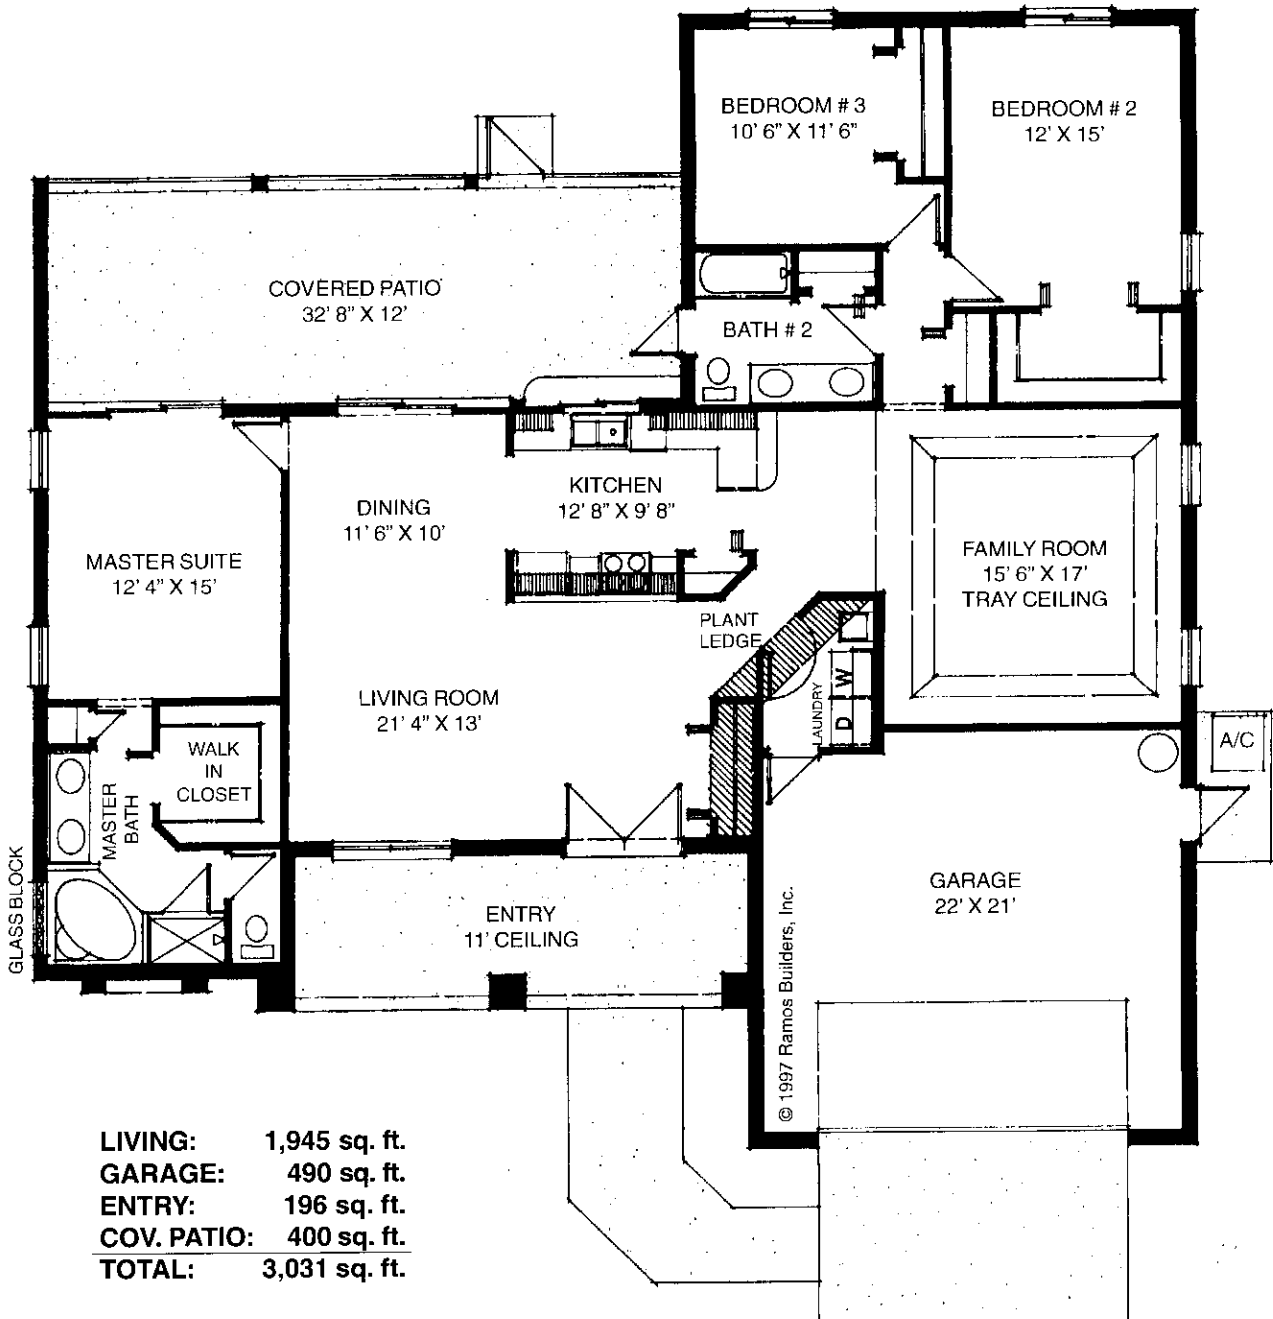 BEDROOM # 3
10' 6" X 11' 6"
BEDROOM # 2
12' X 15'
COVERED PATIO
32' 8" X 12'
BATH # 2
KITCHEN
12' 8" X 9' 8"
DINING
11' 6" X 10'
MASTER SUITE
12' 4" X 15'
FAMILY ROOM
15' 6" X 17'
TRAY CEILING
PLANT
LEDGE
LIVING ROOM
21' 4" X 13'
LAUNDRY
W
D
WALK
IN
CLOSET
MASTER
BATH
A/C
GLASS BLOCK
GARAGE
22' X 21'
ENTRY
11' CEILING
© 1997 Ramos Builders, Inc.
LIVING: 1,945 sq. ft.
GARAGE: 490 sq. ft.
ENTRY: 196 sq. ft.
COV. PATIO: 400 sq. ft.
TOTAL: 3,031 sq. ft.